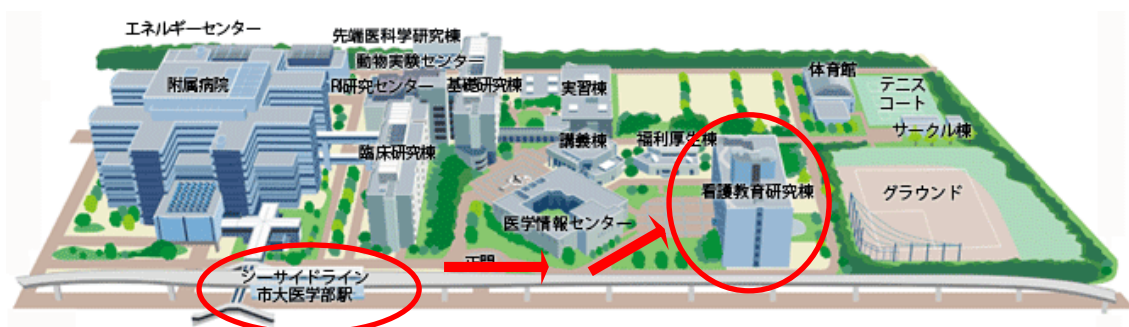 エネルギーセンター
先端医科学研究棟
動物実験センター
附属病院
RI研究センター
基礎研究棟
実習棟
体育館
テニス
コート
サークル棟
臨床研究棟
講義棟
福利厚生棟
看護教育研究棟
グラウンド
医学情報センター
正門
シーサイドライン
市大医学部駅